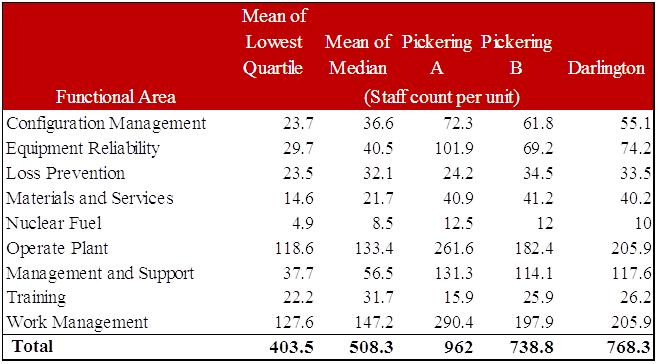 Mean of
Lowest Mean of Pickering Pickering
Quartile Median A B Darlington
Functional Area (Staff count per unit)
Configuration Management 23.7 36.6 72.3 61.8 55.1
Equipment Reliability 29.7 40.5 101.9 69.2 74.2
Loss Prevention 23.5 32.1 24.2 34.5 33.5
Materials and Services 14.6 21.7 40.9 41.2 40.2
Nuclear Fuel 4.9 8.5 12.5 12 10
Operate Plant 118.6 133.4 261.6 182.4 205.9
Management and Support 37.7 56.5 131.3 114.1 117.6
Training 22.2 31.7 15.9 25.9 26.2
Work Management 127.6 147.2 290.4 197.9 205.9
Total 403.5 508.3 962 738.8 768.3